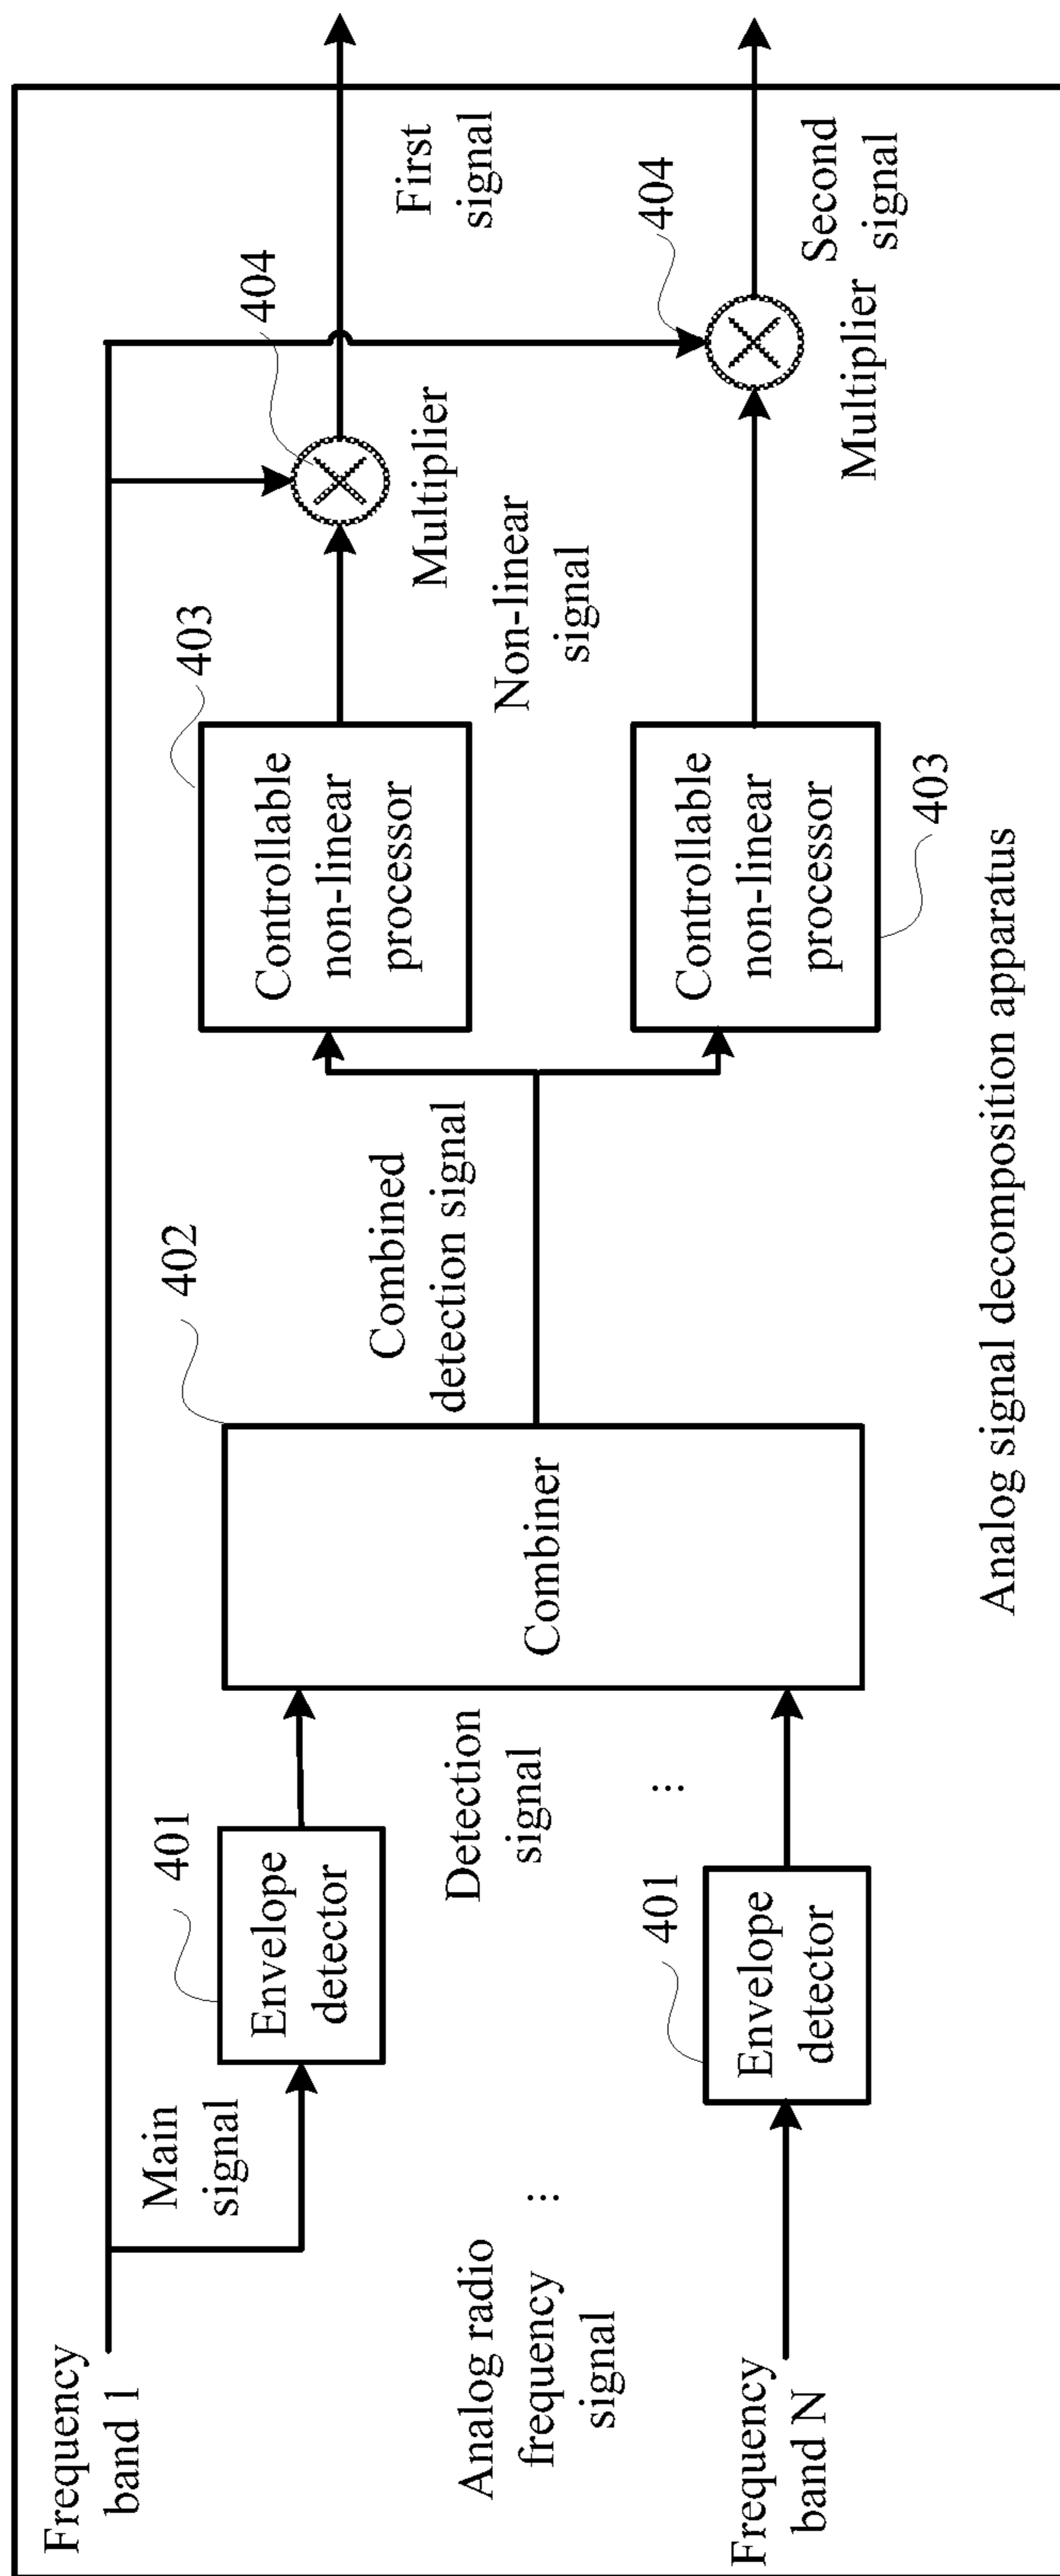 Frequency
band 1
Main
signal
401
Envelope
detector
Analog radio
frequency
signal
...
Frequency
band N
401
Envelope
detector
Detection
signal
...
402
Combiner
Combined
detection signal
403
Controllable
non-linear
processor
Controllable
non-linear
processor
403
Non-linear
signal
404
Multiplier
First
signal
404
Multiplier
Second
signal
Analog signal decomposition apparatus